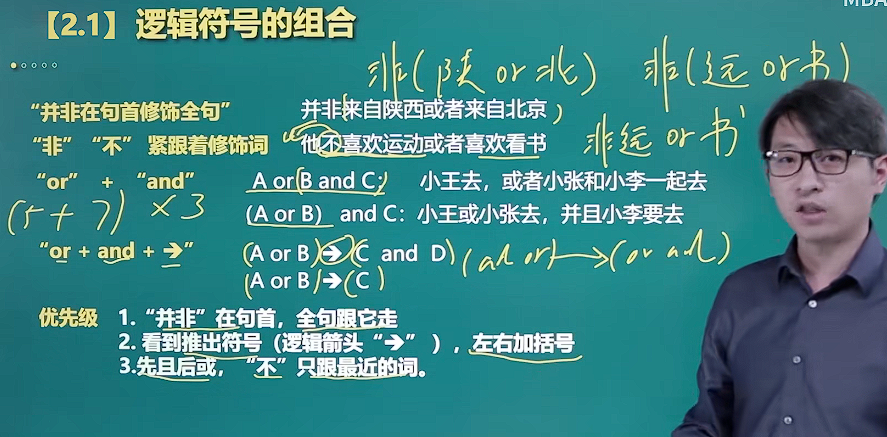 MBA
【2.1】逻辑符号的组合
非(陕 or 北) 非(远 or 书)
“并非在句首修饰全句” 并非来自陕西或者来自北京
“非”“不” 紧跟着修饰词 他不喜欢运动或者喜欢看书 非远 or 书
“or” + “and” A or(B and C) 小王去，或者小张和小李一起去
(5+7)×3 (A or B) and C：小王或小张去，并且小李要去
“or + and + ➔” (A or B)➔(C and D) (and or)→(or and)
(A or B)➔(C)
优先级 1.“并非”在句首，全句跟它走
2. 看到推出符号（逻辑箭头“➔”），左右加括号
3.先且后或，“不”只跟最近的词。